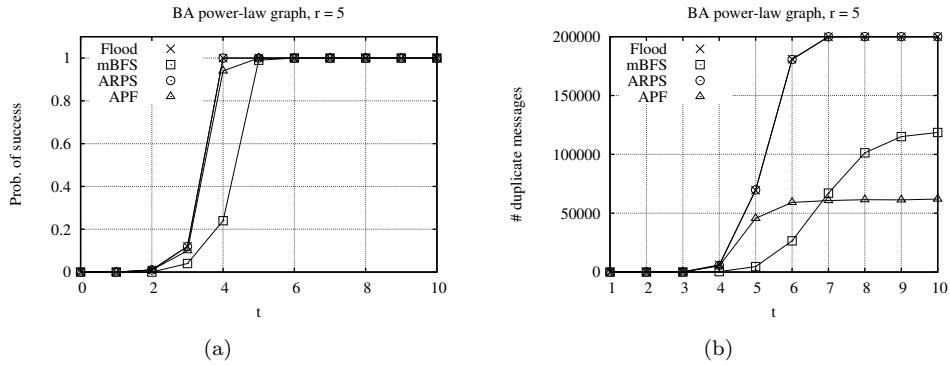 BA power-law graph, r = 5
Flood
mBFS
ARPS
APF
1
0.8
0.6
0.4
0.2
0
0 2 4 6 8 10
Prob. of success
t
(a)
BA power-law graph, r = 5
Flood
mBFS
ARPS
APF
200000
150000
100000
50000
0
1 2 3 4 5 6 7 8 9 10
# duplicate messages
t
(b)